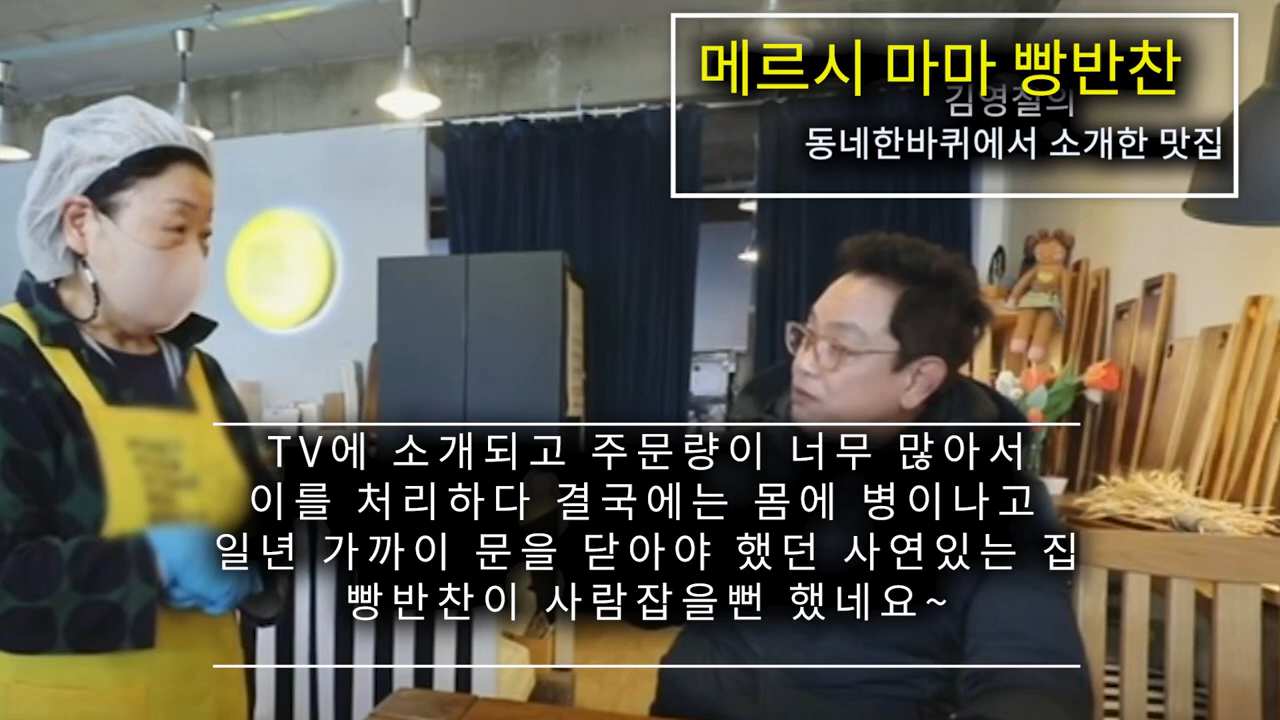 메르시 마마 빵반찬
김영철의
동네한바퀴에서 소개한 맛집
TV에 소개되고 주문량이 너무 많아서
이를 처리하다 결국에는 몸에 병이나고
일년 가까이 문을 닫아야 했던 사연있는 집
빵반찬이 사람잡을뻔 했네요~